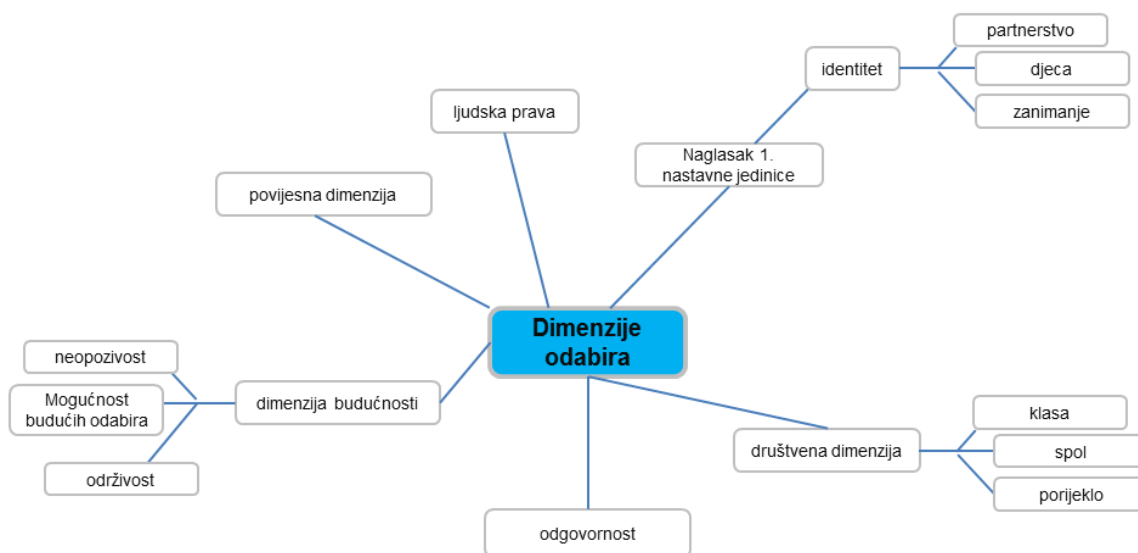 partnerstvo
identitet
djeca
zanimanje
ljudska prava
Naglasak 1.
nastavne jedinice
povijesna dimenzija
Dimenzije
odabira
neopozivost
Mogućnost
budućih odabira
dimenzija budućnosti
održivost
klasa
društvena dimenzija
spol
porijeklo
odgovornost